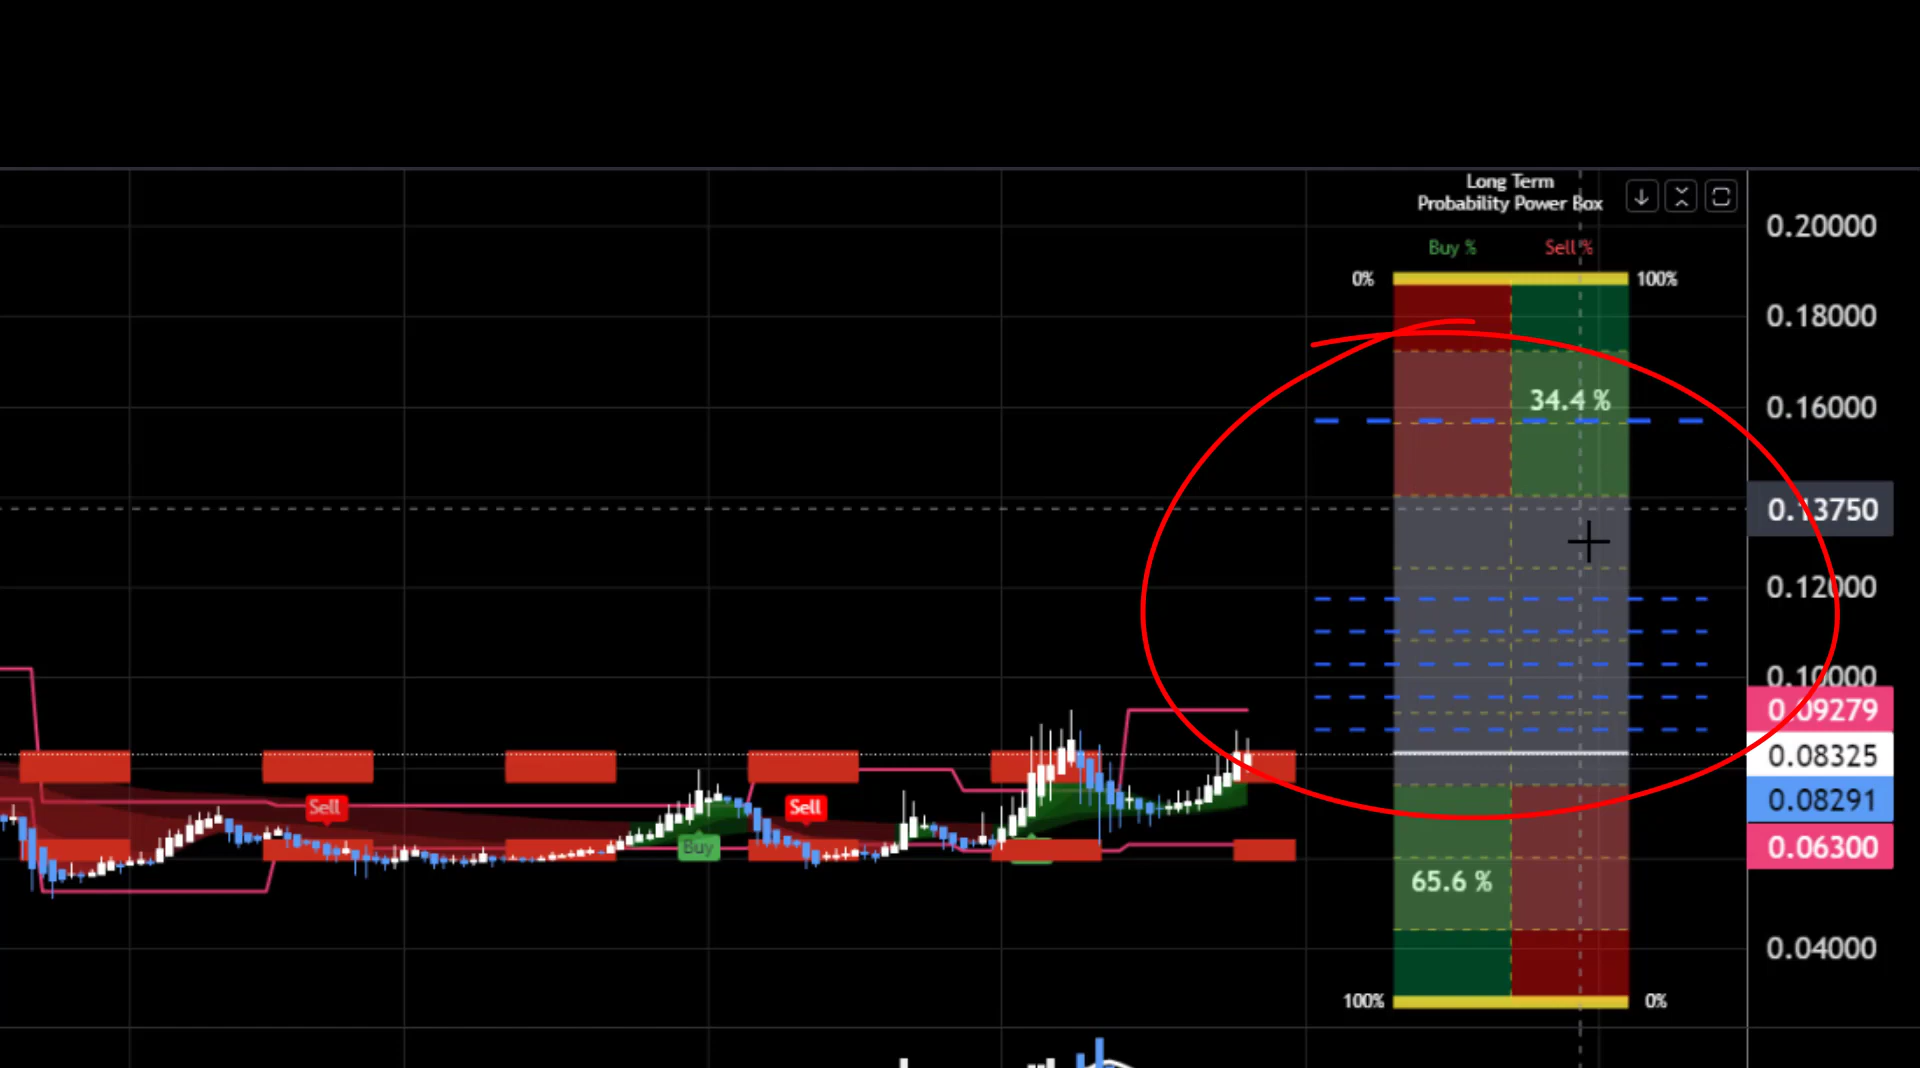 Long Term
Probability Power Box
Buy % Sell %
0% 100%
34.4 %
65.6 %
100% 0%
Sell
Sell
Buy
0.20000
0.18000
0.16000
0.13750
0.12000
0.10000
0.09279
0.08325
0.08291
0.06300
0.04000